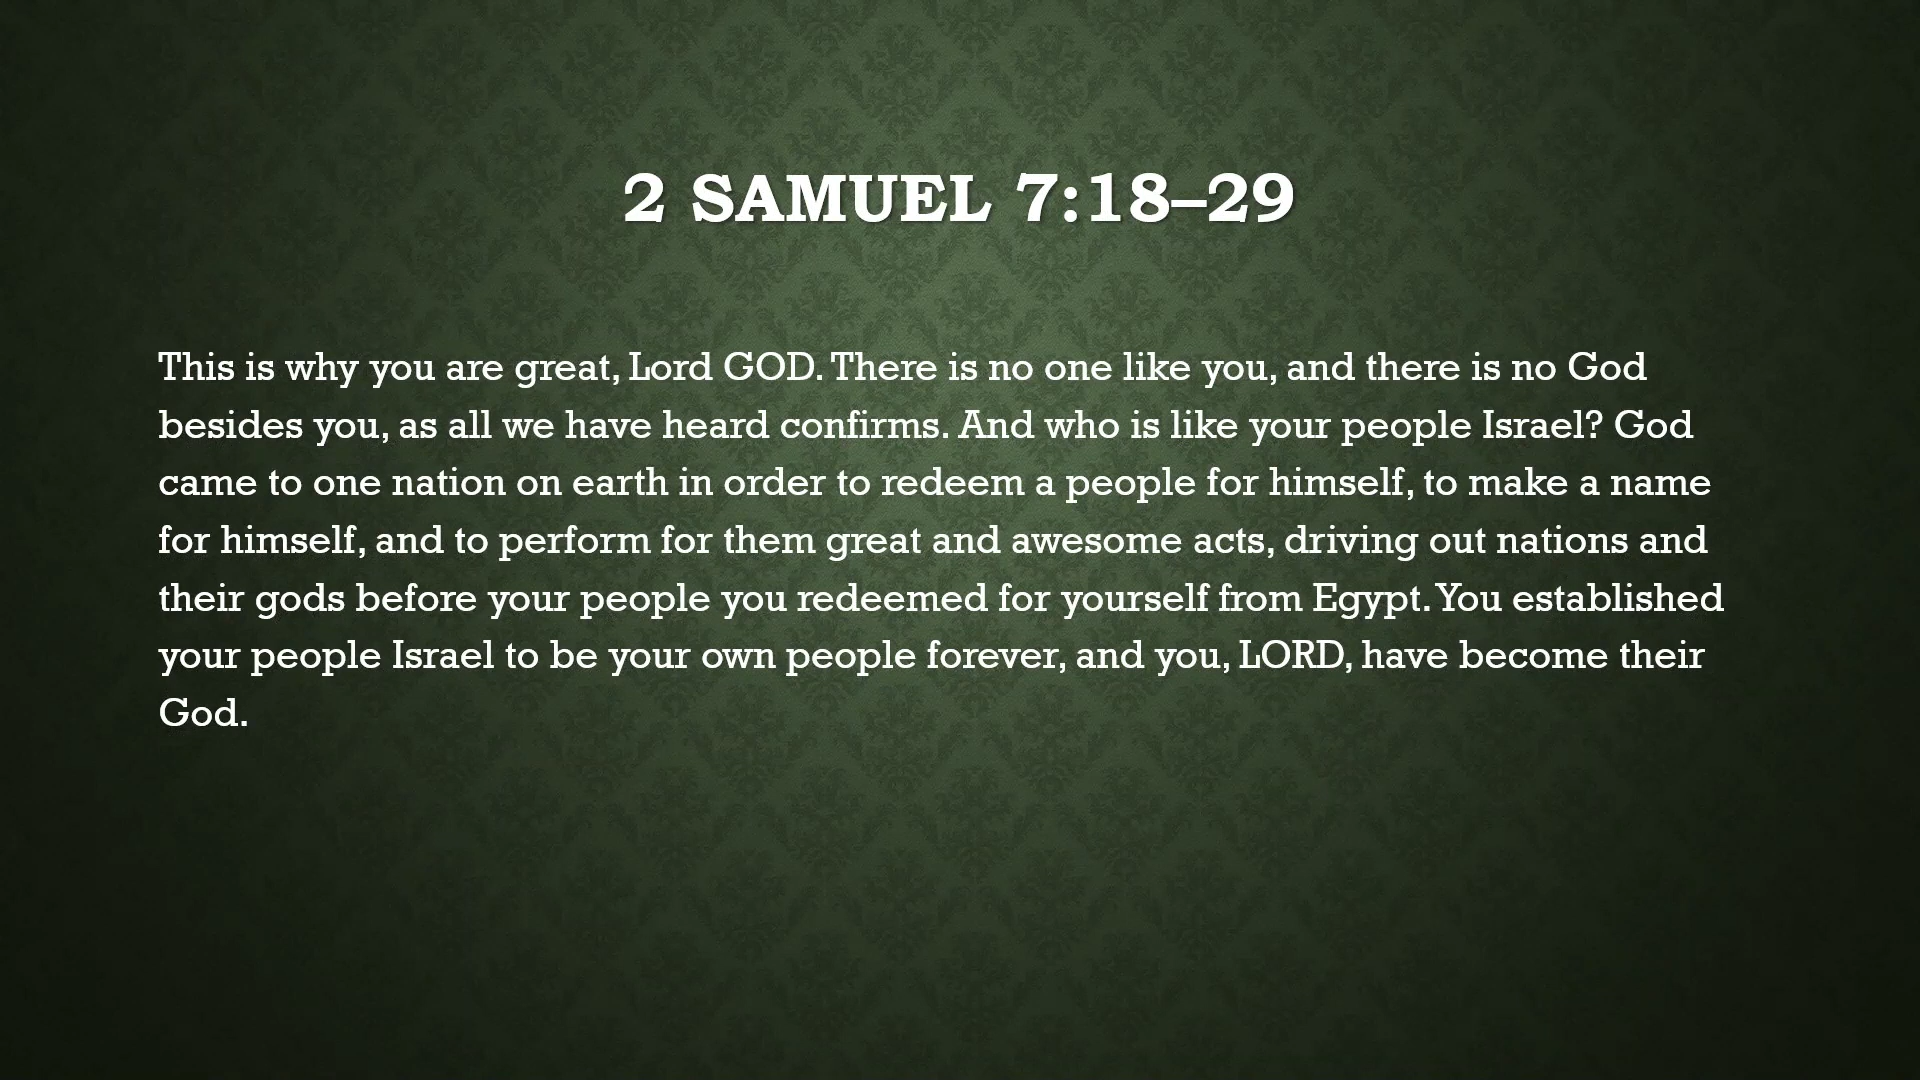 2 SAMUEL 7:18–29
This is why you are great, Lord GOD. There is no one like you, and there is no God
besides you, as all we have heard confirms. And who is like your people Israel? God
came to one nation on earth in order to redeem a people for himself, to make a name
for himself, and to perform for them great and awesome acts, driving out nations and
their gods before your people you redeemed for yourself from Egypt. You established
your people Israel to be your own people forever, and you, LORD, have become their
God.